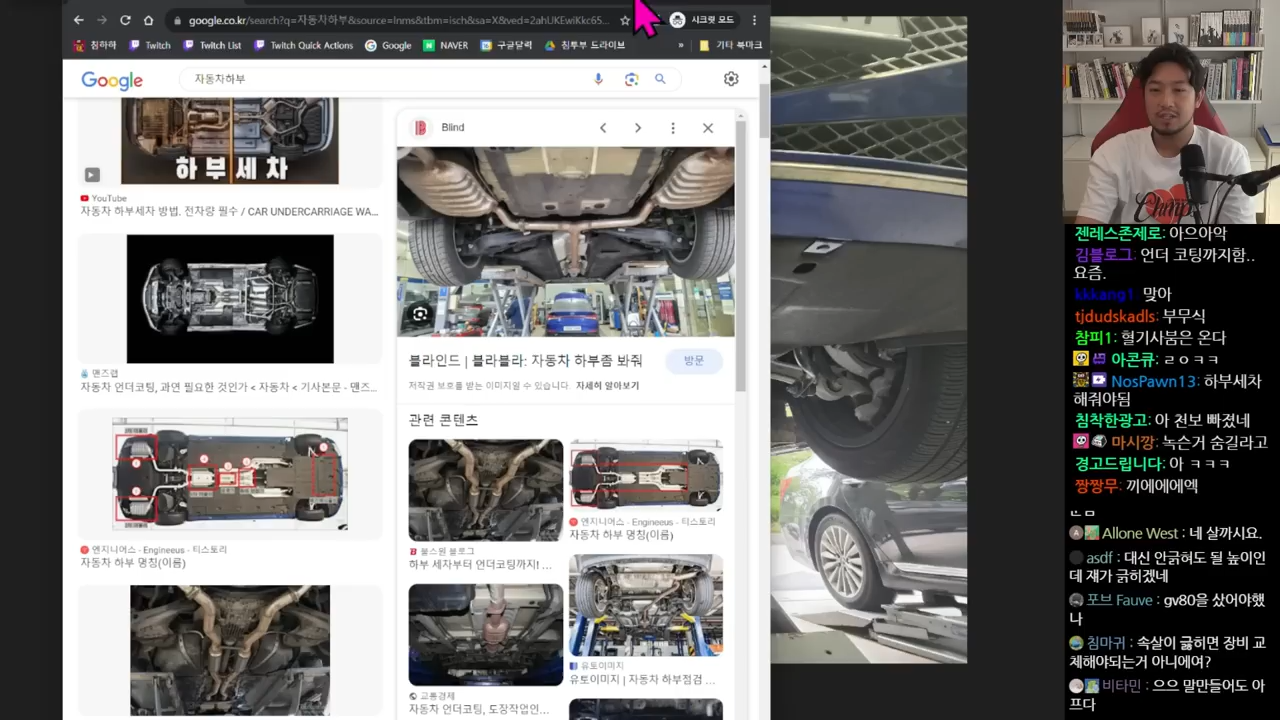 google.co.kr/search?q=자동차하부&source=lnms&tbm=isch&sa=X&ved=2ahUKEwiKkc65...
시크릿 모드
침하하
Twitch
Twitch List
Twitch Quick Actions
Google
NAVER
구글달력
침투부 드라이브
»
기타 북마크
Google
자동차하부
하부세차
YouTube
자동차 하부세자 방법. 전차량 필수 / CAR UNDERCARRIAGE WA...
맨즈랩
자동차 언더코팅, 과연 필요한 것인가 < 자동차 < 기사본문 - 맨즈...
엔지니어스 - Engineeus - 티스토리
자동차 하부 명칭(이름)
Blind
블라인드 | 블라블라: 자동차 하부좀 봐줘
방문
저작권 보호를 받는 이미지일 수 있습니다. 자세히 알아보기
관련 콘텐츠
불스원 블로그
하부 세차부터 언더코팅까지! ...
엔지니어스 - Engineeus - 티스토리
자동차 하부 명칭(이름)
교통경제
자동차 언더코팅, 도장작업인...
유토이미지
유토이미지 | 자동차 하부점검 ...
젠레스존제로: 아으아악
김블로그: 언더 코팅까지함..
요즘.
kkkang1: 맞아
tjdudskadls: 부무식
참피1: 헐기사붐은 온다
아콘큐: ㄹㅇㅋㅋ
NosPawn13: 하부세차
해줘야됨
침착한광고: 아 천보 빠졌네
마시깡: 녹슨거 숨길라고
경고드립니다: 아 ㅋㅋㅋ
짱짱무: 끼에에에엑
Allone West : 네 살까시요.
asdf : 대신 안긁혀도 될 높이인
데 재가 긁히겠네
포브 Fauve : gv80을 샀어야했
나
침마귀 : 속살이 긇히면 장비 교
체해야되는거 아니에여?
비타민 : 으으 말만들어도 아
프다